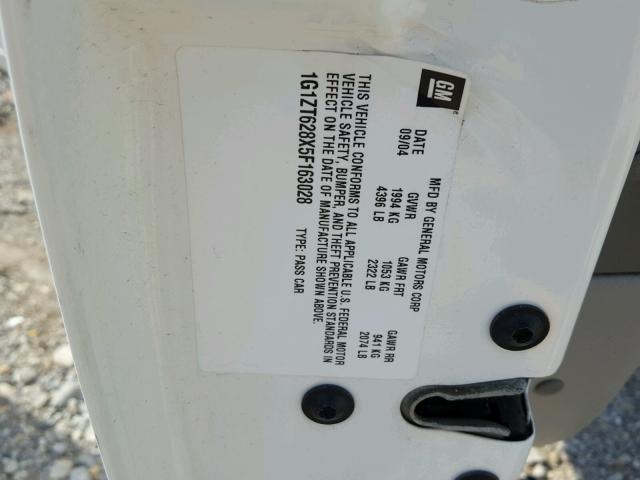 GM
MFD BY GENERAL MOTORS CORP
DATE GVWR GAWR FRT GAWR RR
09/04 1994 KG 1053 KG 941 KG
4396 LB 2322 LB 2074 LB
THIS VEHICLE CONFORMS TO ALL APPLICABLE U.S. FEDERAL MOTOR
VEHICLE SAFETY, BUMPER, AND THEFT PREVENTION STANDARDS IN
EFFECT ON THE DATE OF MANUFACTURE SHOWN ABOVE.
1G1ZT628X5F163028 TYPE: PASS CAR